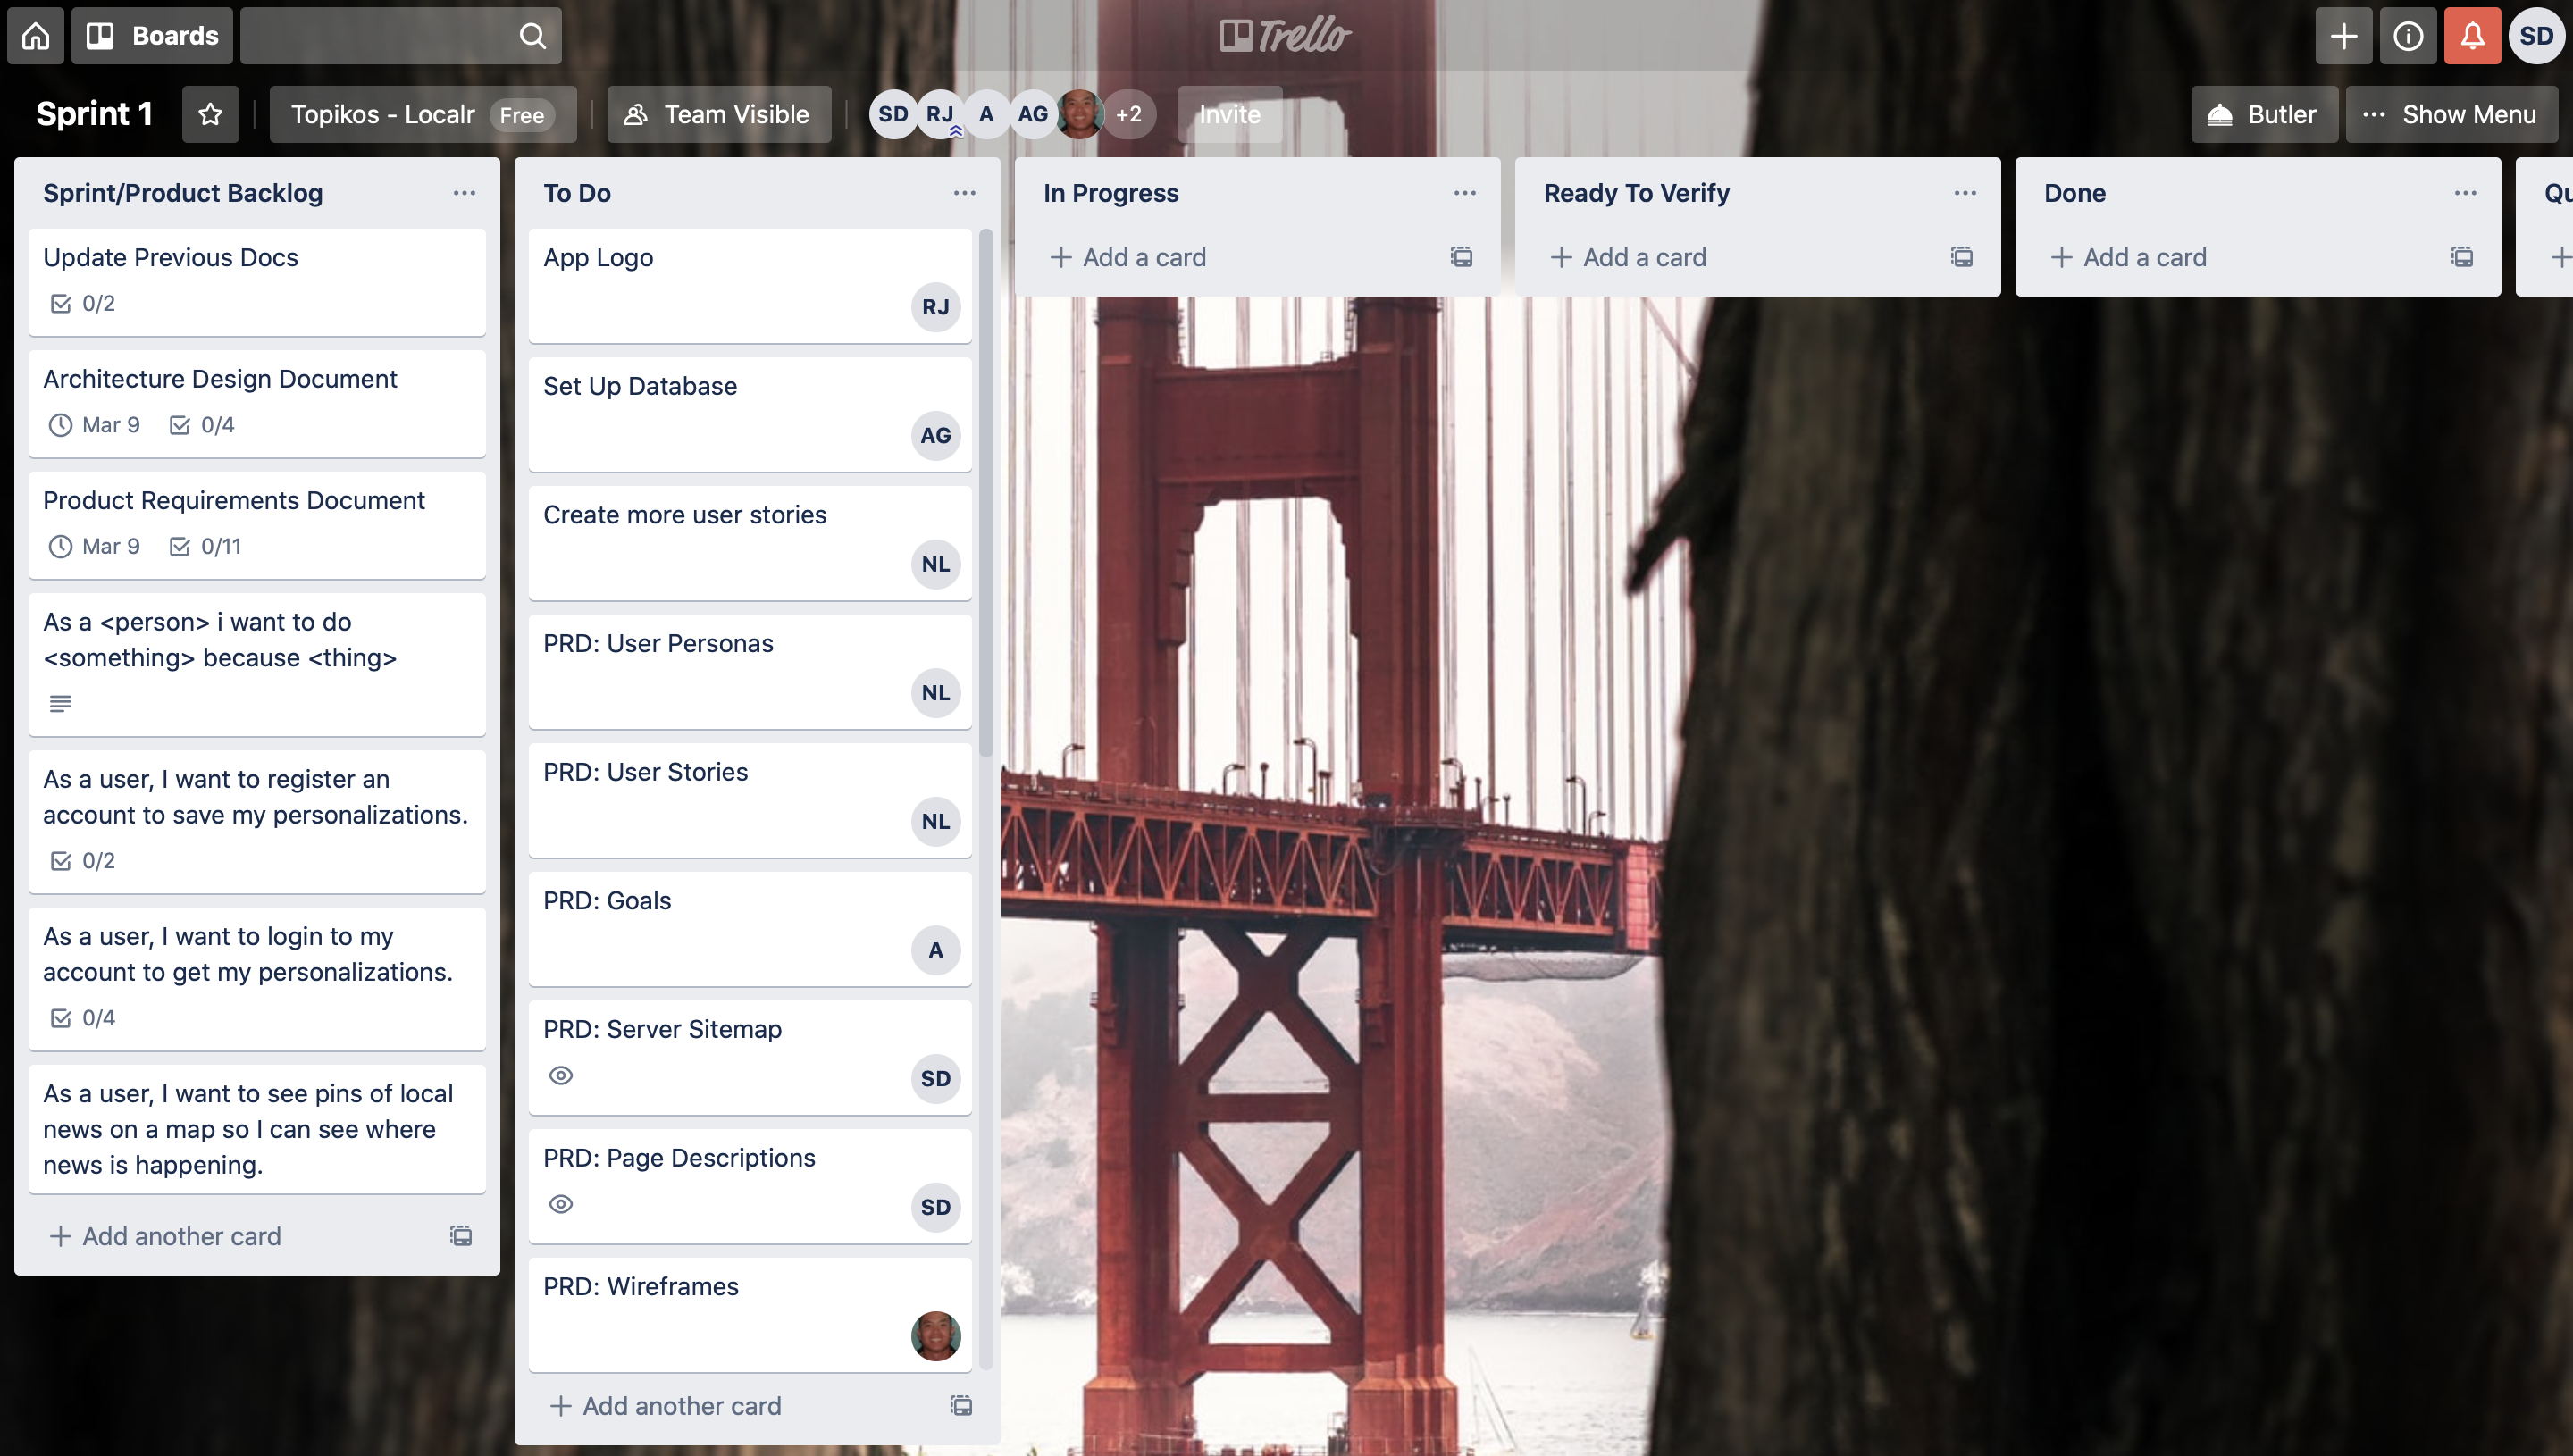 Boards
Trello
SD
Sprint 1
Topikos - Localr Free
Team Visible
SD RJ A AG +2
Invite
Butler
... Show Menu
Sprint/Product Backlog
Update Previous Docs
0/2
Architecture Design Document
Mar 9 0/4
Product Requirements Document
Mar 9 0/11
As a <person> i want to do
<something> because <thing>
As a user, I want to register an
account to save my personalizations.
0/2
As a user, I want to login to my
account to get my personalizations.
0/4
As a user, I want to see pins of local
news on a map so I can see where
news is happening.
+ Add another card
To Do
App Logo
RJ
Set Up Database
AG
Create more user stories
NL
PRD: User Personas
NL
PRD: User Stories
NL
PRD: Goals
A
PRD: Server Sitemap
SD
PRD: Page Descriptions
SD
PRD: Wireframes
+ Add another card
In Progress
+ Add a card
Ready To Verify
+ Add a card
Done
+ Add a card